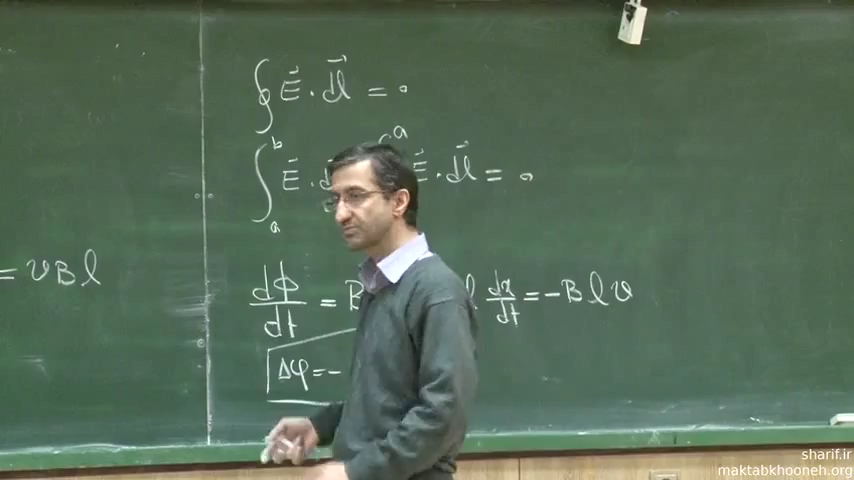 ∮ E⃗ · d⃗l = 0
∫ₐᵇ E⃗ · d a E⃗ · d⃗l = 0
= vBl
dΦ/dt = B l dx/dt = -Blv
Δφ = -
sharif.ir
maktabkhooneh.org